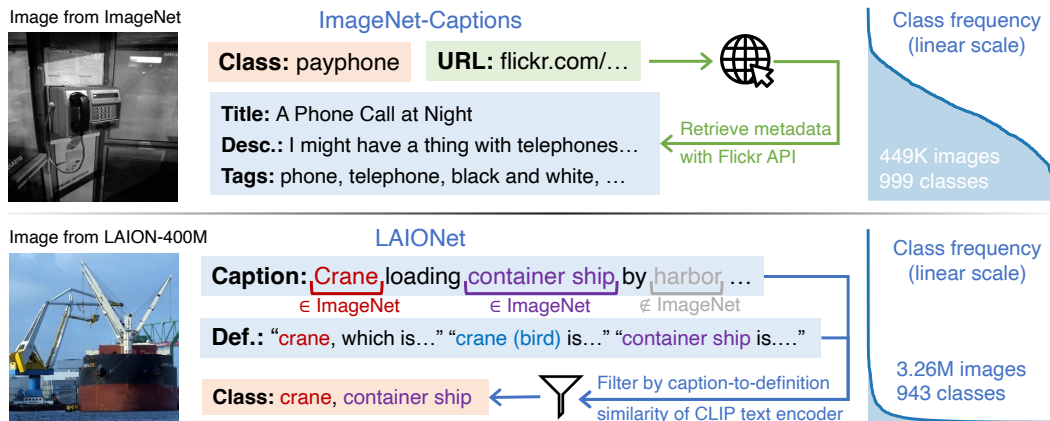 Image from ImageNet
ImageNet-Captions
Class: payphone
URL: flickr.com/…
Title: A Phone Call at Night
Desc.: I might have a thing with telephones…
Tags: phone, telephone, black and white, …
Retrieve metadata
with Flickr API
Class frequency
(linear scale)
449K images
999 classes
Image from LAION-400M
LAIONet
Caption: Crane loading container ship by harbor …
∈ ImageNet ∈ ImageNet ∉ ImageNet
Def.: “crane, which is…” “crane (bird) is…” “container ship is….”
Class: crane, container ship
Filter by caption-to-definition
similarity of CLIP text encoder
Class frequency
(linear scale)
3.26M images
943 classes